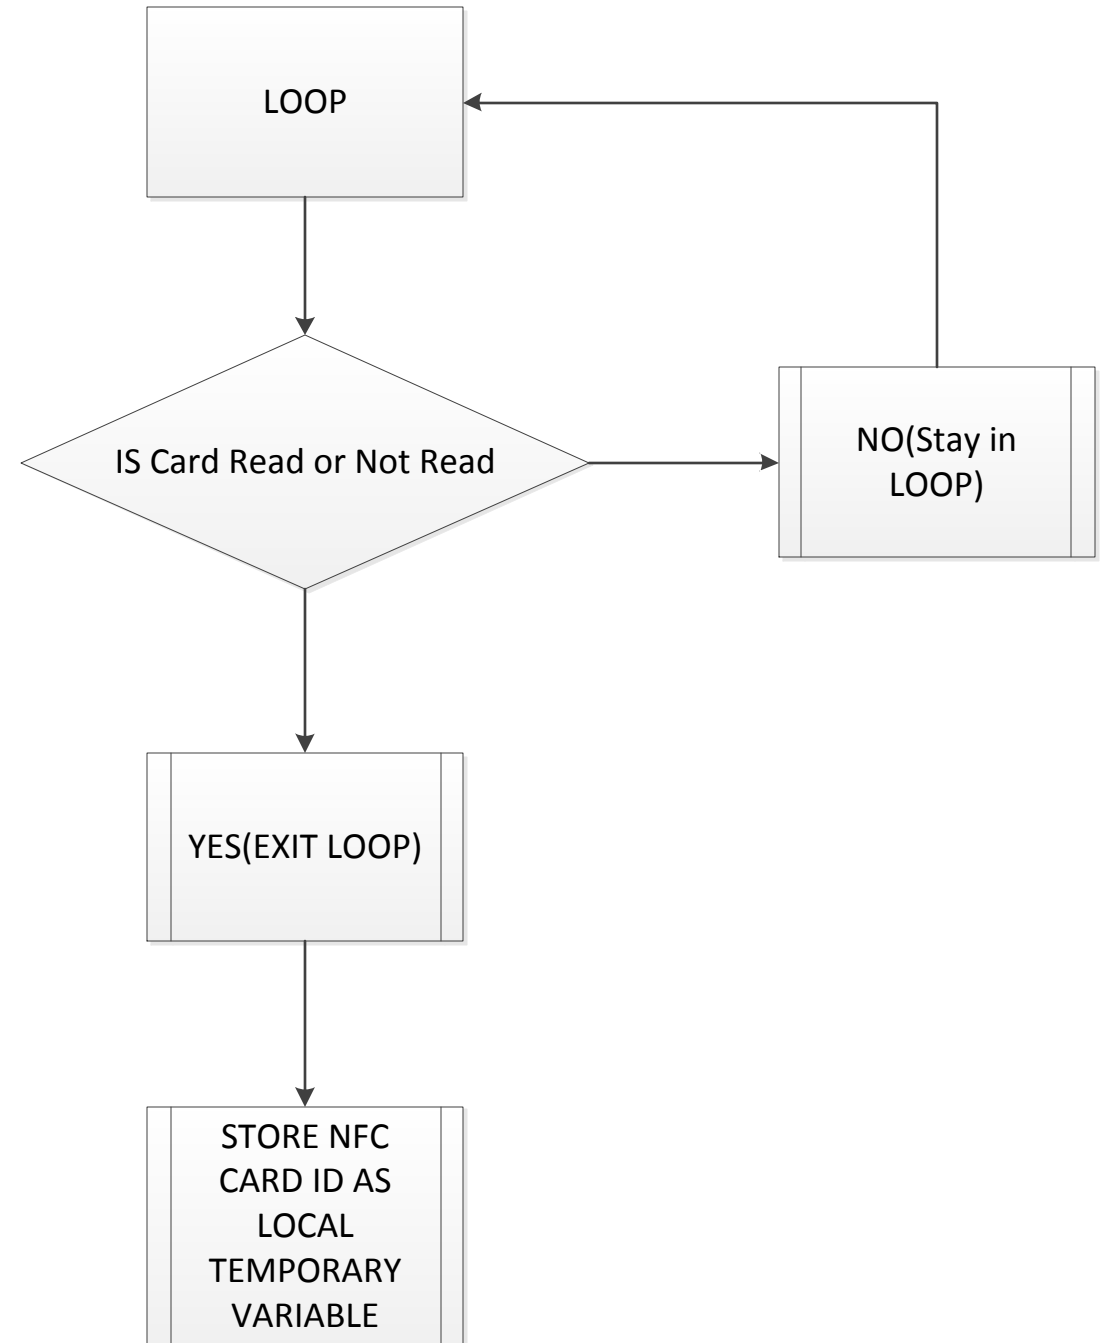 LOOP
IS Card Read or Not Read
NO(Stay in
LOOP)
YES(EXIT LOOP)
STORE NFC
CARD ID AS
LOCAL
TEMPORARY
VARIABLE